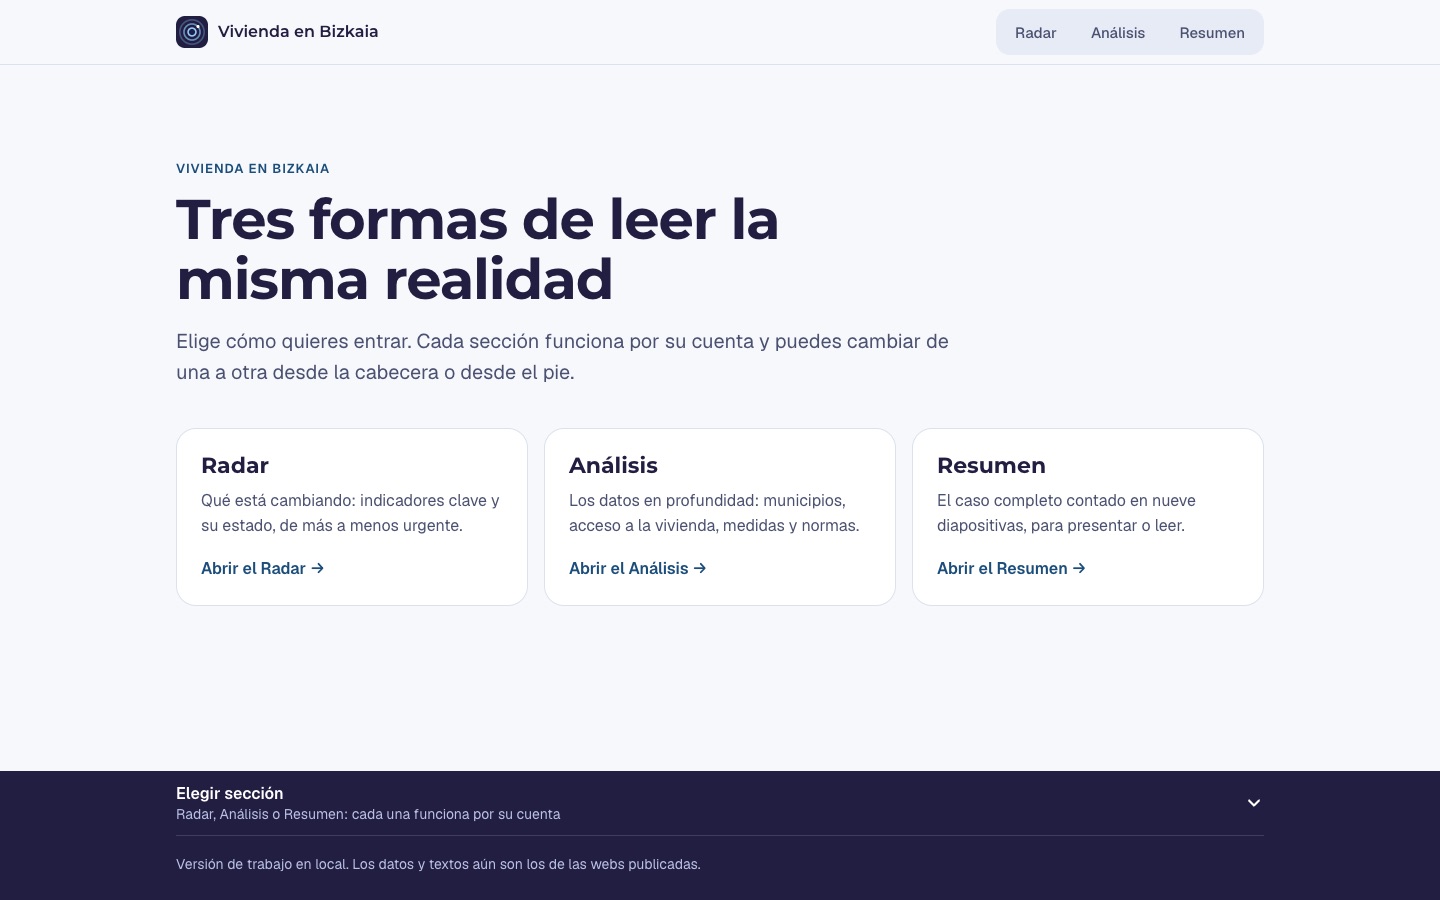 Vivienda en Bizkaia
Radar
Análisis
Resumen
VIVIENDA EN BIZKAIA
Tres formas de leer la
misma realidad
Elige cómo quieres entrar. Cada sección funciona por su cuenta y puedes cambiar de
una a otra desde la cabecera o desde el pie.
Radar
Qué está cambiando: indicadores clave y
su estado, de más a menos urgente.
Abrir el Radar →
Análisis
Los datos en profundidad: municipios,
acceso a la vivienda, medidas y normas.
Abrir el Análisis →
Resumen
El caso completo contado en nueve
diapositivas, para presentar o leer.
Abrir el Resumen →
Elegir sección
Radar, Análisis o Resumen: cada una funciona por su cuenta
Versión de trabajo en local. Los datos y textos aún son los de las webs publicadas.